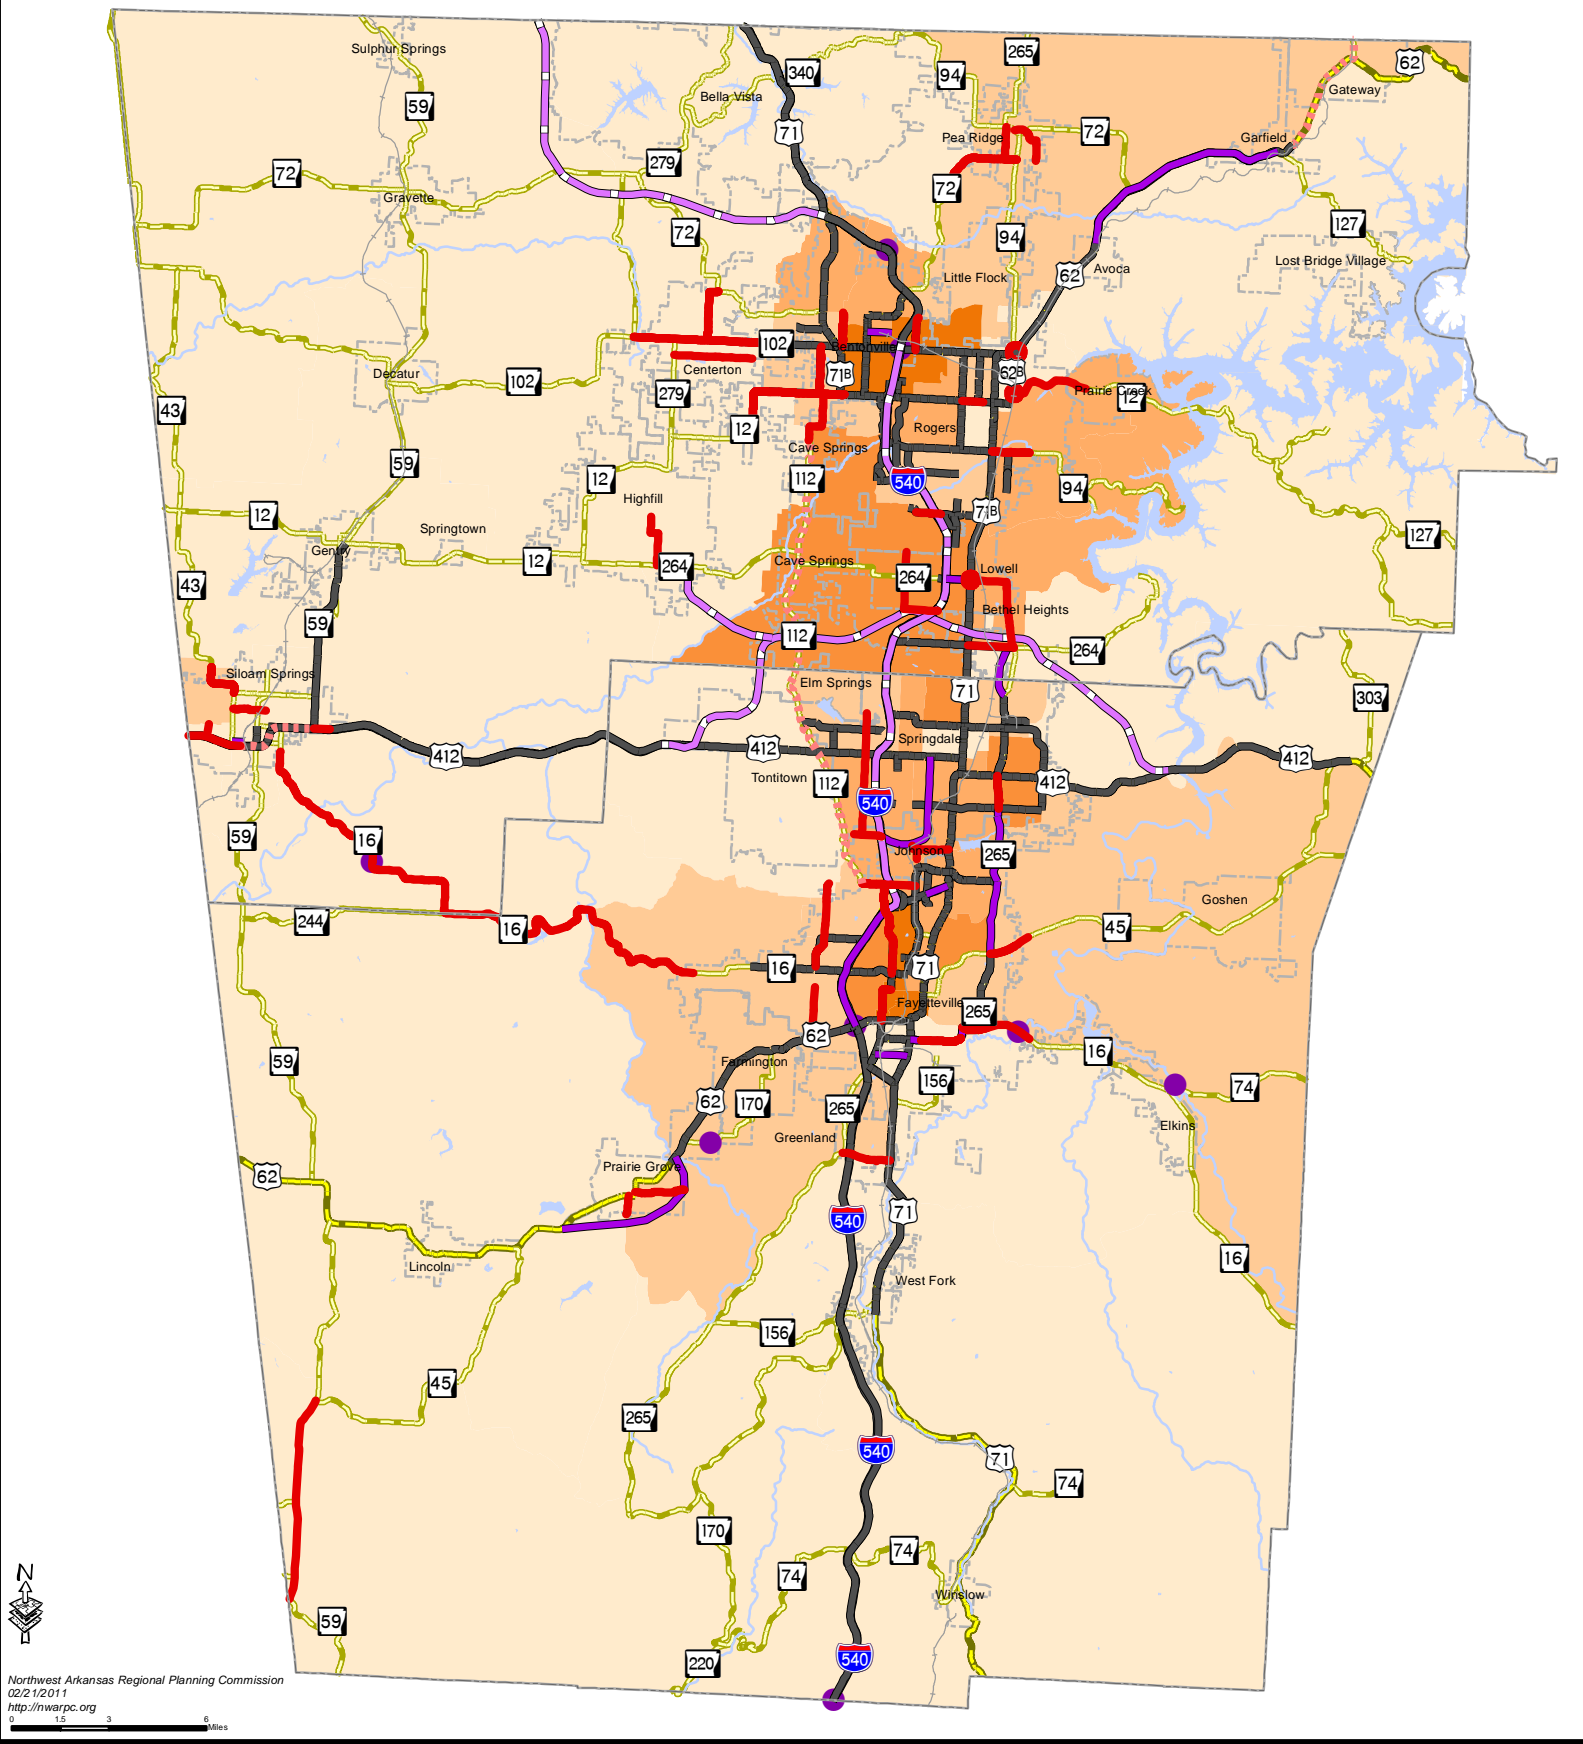 Sulphur Springs
265
62
340
94
59
Gateway
Bella Vista
71
72
Pea Ridge
Garfield
279
72
72
Gravette
127
72
94
Lost Bridge Village
62
Avoca
Little Flock
102
Bentonville
Centerton
71B
62B
Decatur
102
279
Prairie Creek
127
43
12
Rogers
Cave Springs
59
112
12
540
94
Highfill
12
71B
Springtown
127
Gentry
12
Cave Springs
264
264
Lowell
43
Bethel Heights
59
112
264
Siloam Springs
Elm Springs
71
303
Springdale
412
412
412
Tontitown
112
412
540
59
16
Johnson
265
Goshen
244
16
45
16
71
Fayetteville
265
62
16
59
Farmington
156
74
62
170
265
Elkins
Greenland
Prairie Grove
62
540
71
16
Lincoln
West Fork
156
45
265
540
71
74
170
74
74
Winslow
59
540
220
N
Northwest Arkansas Regional Planning Commission
02/21/2011
http://nwarpc.org
0 1.5 3 6
Miles